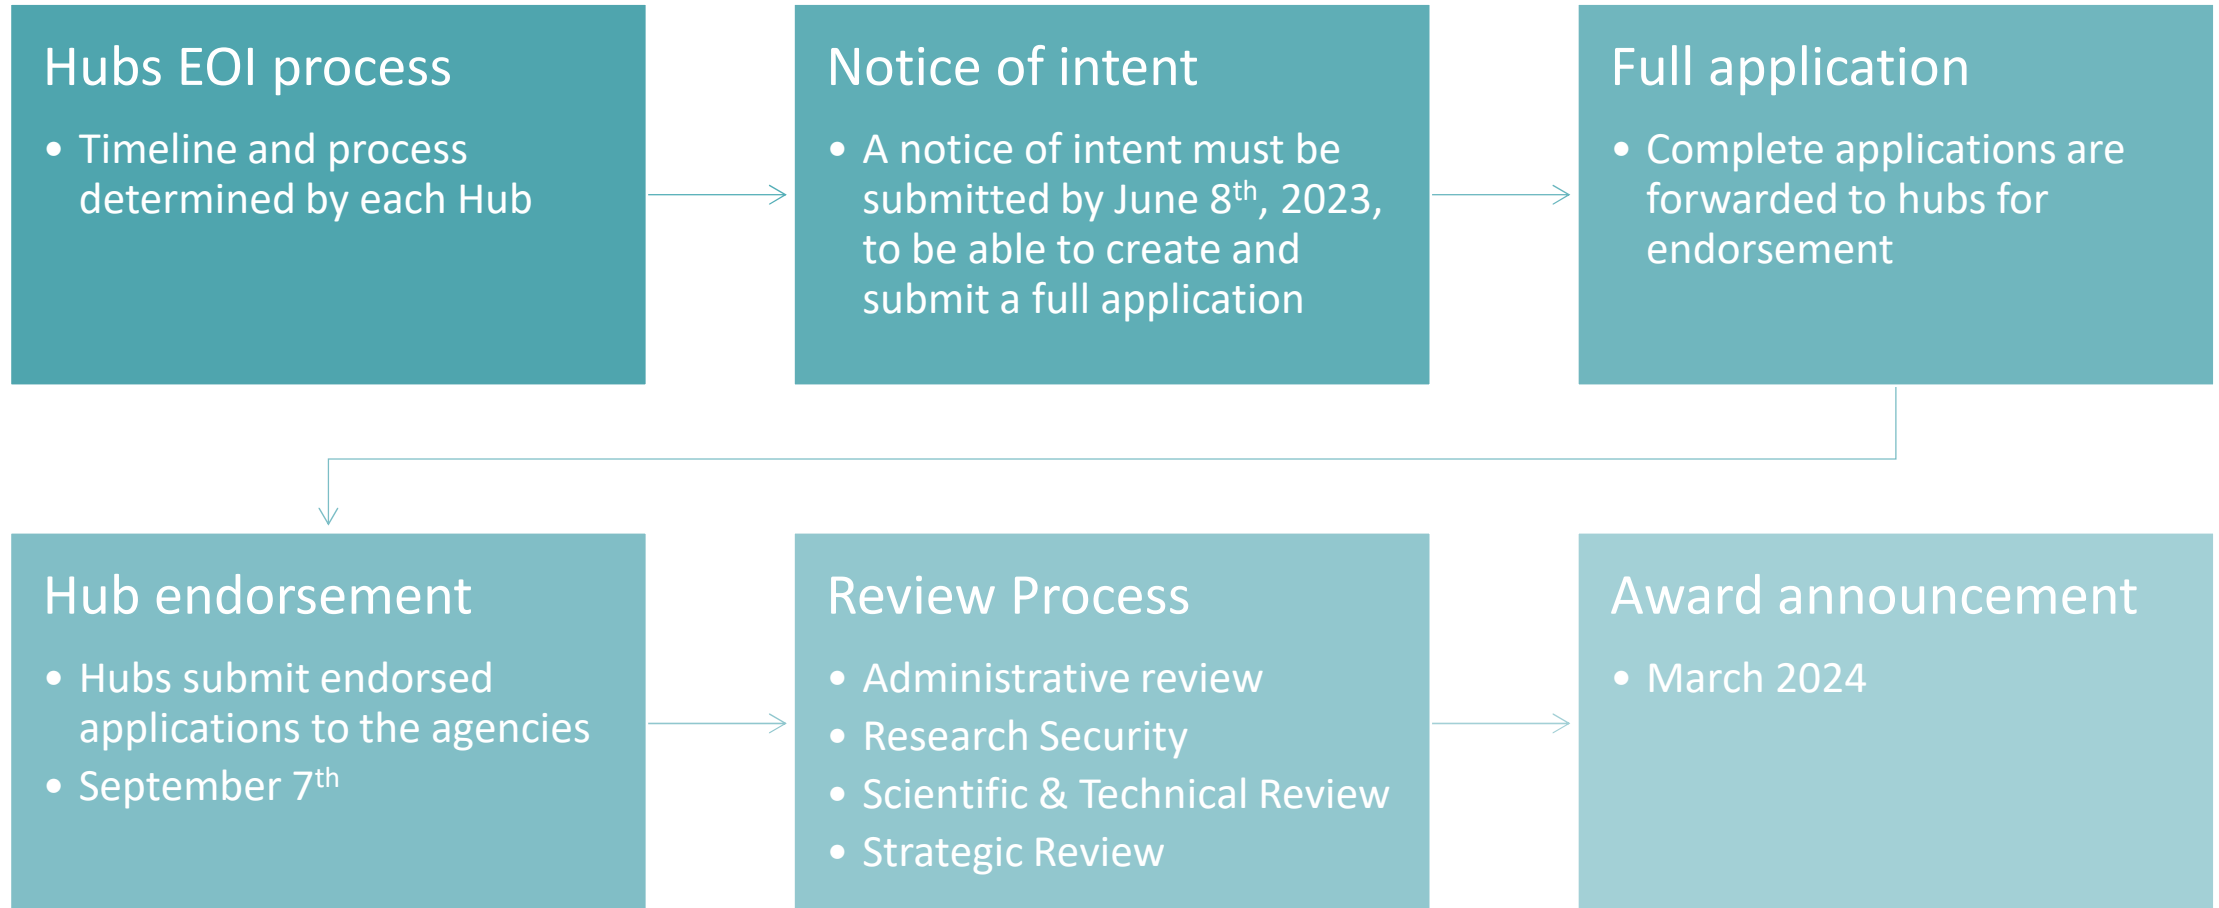 Hubs EOI process
• Timeline and process
determined by each Hub
Notice of intent
• A notice of intent must be
submitted by June 8th, 2023,
to be able to create and
submit a full application
Full application
• Complete applications are
forwarded to hubs for
endorsement
Hub endorsement
• Hubs submit endorsed
applications to the agencies
• September 7th
Review Process
• Administrative review
• Research Security
• Scientific & Technical Review
• Strategic Review
Award announcement
• March 2024